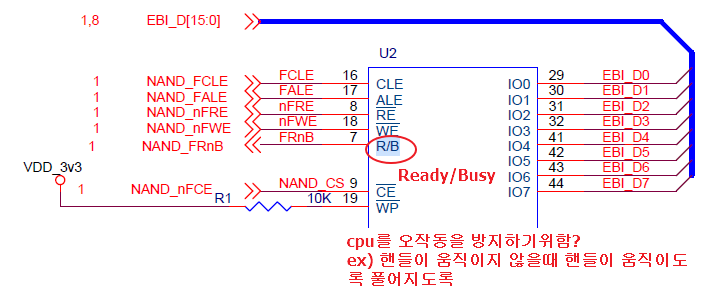 1,8 EBI_D[15:0]
U2
1 NAND_FCLE FCLE 16 CLE IO0 29 EBI_D0
1 NAND_FALE FALE 17 ALE IO1 30 EBI_D1
1 NAND_nFRE nFRE 8 RE IO2 31 EBI_D2
1 NAND_nFWE nFWE 18 WE IO3 32 EBI_D3
1 NAND_FRnB FRnB 7 R/B IO4 41 EBI_D4
IO5 42 EBI_D5
Ready/Busy IO6 43 EBI_D6
VDD_3v3
1 NAND_nFCE NAND_CS 9 CE IO7 44 EBI_D7
R1 10K 19 WP
cpu를 오작동을 방지하기위함?
ex) 핸들이 움직이지 않을때 핸들이 움직이도
록 풀어지도록